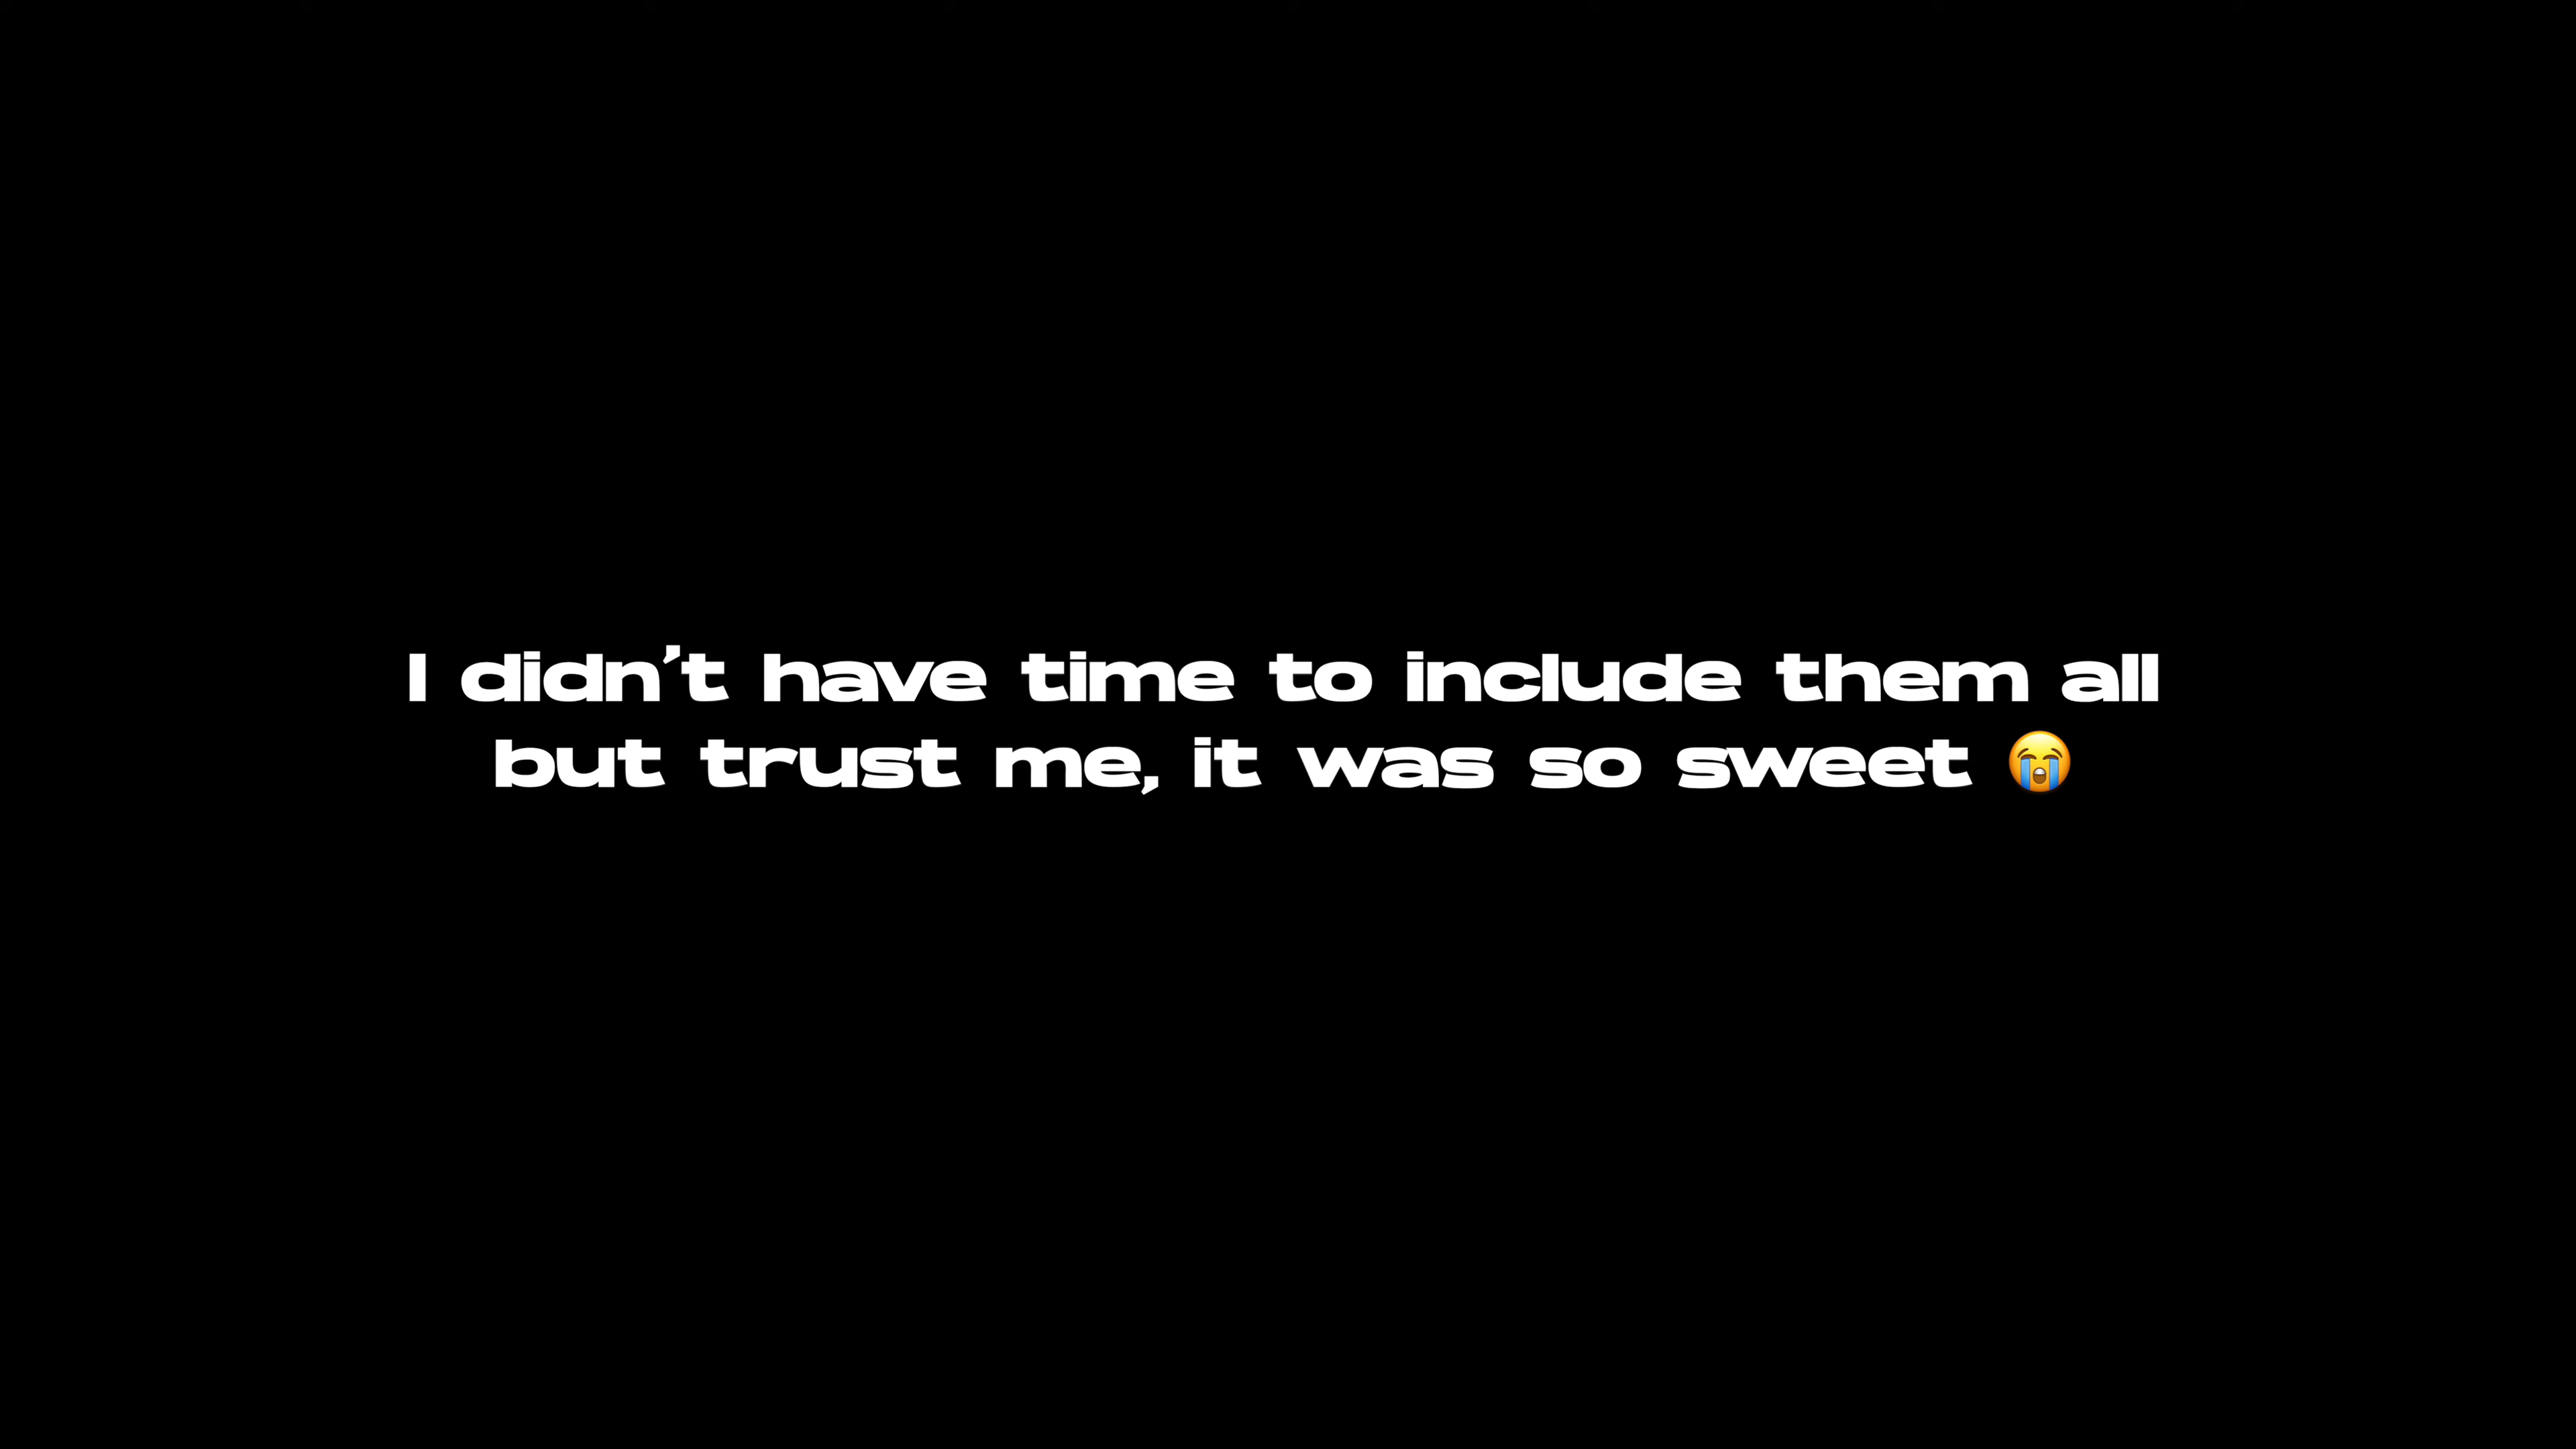 I didn’t have time to include them all
but trust me, it was so sweet 😭